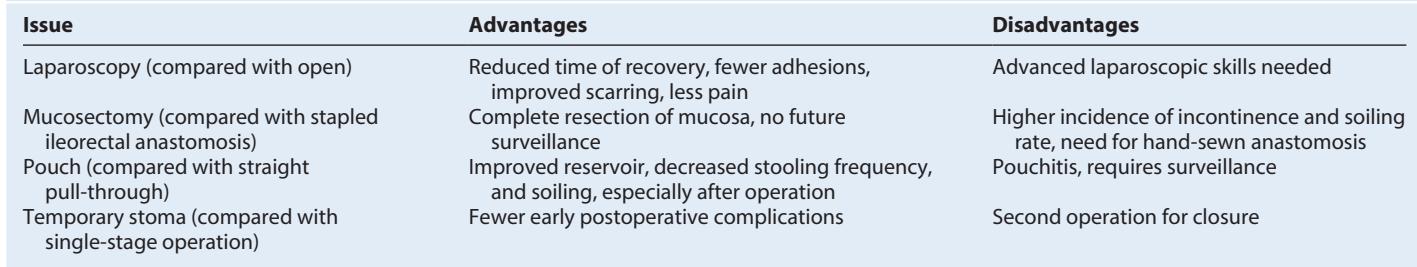 Issue Advantages Disadvantages
Laparoscopy (compared with open) Reduced time of recovery, fewer adhesions, Advanced laparoscopic skills needed
improved scarring, less pain
Mucosectomy (compared with stapled Complete resection of mucosa, no future Higher incidence of incontinence and soiling
ileorectal anastomosis) surveillance rate, need for hand-sewn anastomosis
Pouch (compared with straight Improved reservoir, decreased stooling frequency, Pouchitis, requires surveillance
pull-through) and soiling, especially after operation
Temporary stoma (compared with Fewer early postoperative complications Second operation for closure
single-stage operation)